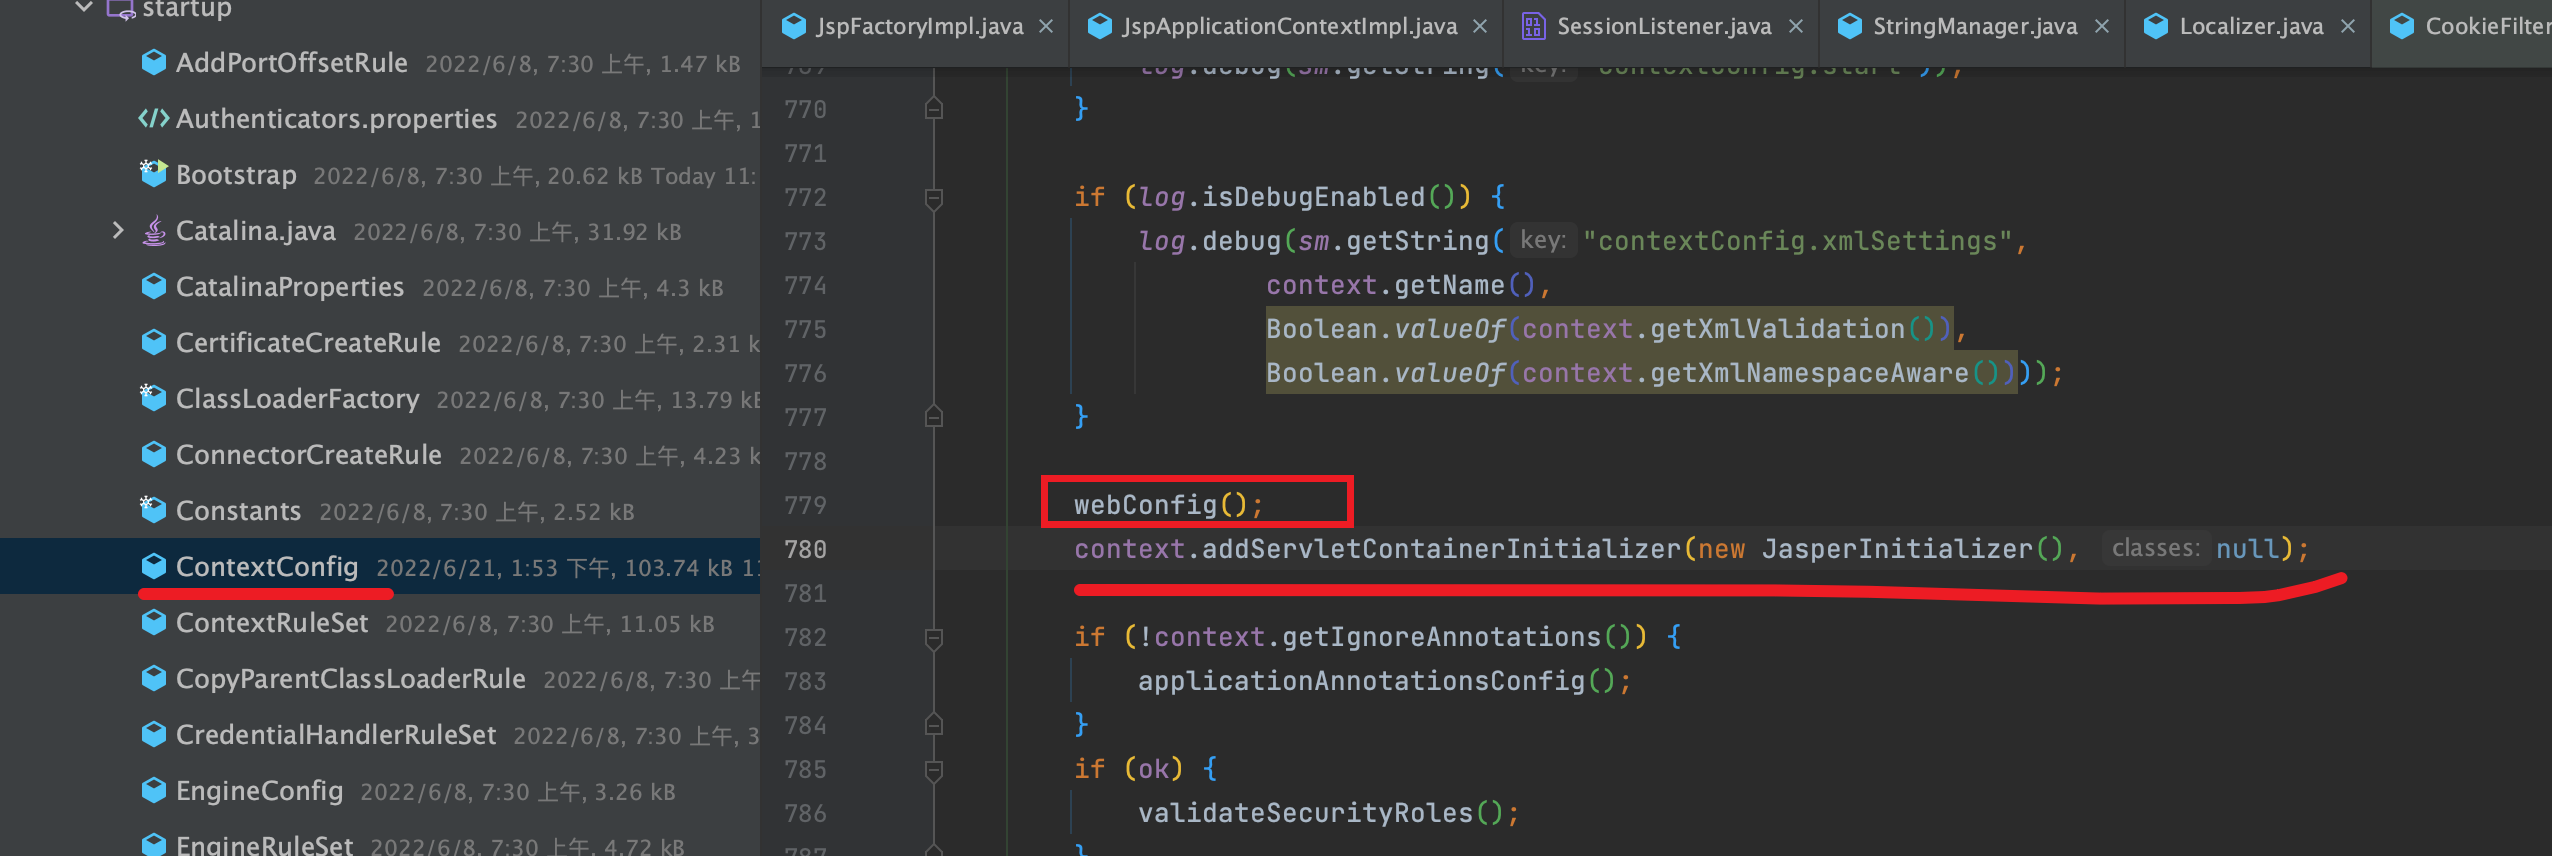 startup
AddPortOffsetRule 2022/6/8, 7:30 上午, 1.47 kB
Authenticators.properties 2022/6/8, 7:30 上午, 1
Bootstrap 2022/6/8, 7:30 上午, 20.62 kB Today 11:
Catalina.java 2022/6/8, 7:30 上午, 31.92 kB
CatalinaProperties 2022/6/8, 7:30 上午, 4.3 kB
CertificateCreateRule 2022/6/8, 7:30 上午, 2.31 k
ClassLoaderFactory 2022/6/8, 7:30 上午, 13.79 kB
ConnectorCreateRule 2022/6/8, 7:30 上午, 4.23 k
Constants 2022/6/8, 7:30 上午, 2.52 kB
ContextConfig 2022/6/21, 1:53 下午, 103.74 kB 11
ContextRuleSet 2022/6/8, 7:30 上午, 11.05 kB
CopyParentClassLoaderRule 2022/6/8, 7:30 上午
CredentialHandlerRuleSet 2022/6/8, 7:30 上午, 3
EngineConfig 2022/6/8, 7:30 上午, 3.26 kB
EngineRuleSet 2022/6/8, 7:30 上午, 4.72 kB
JspFactoryImpl.java
JspApplicationContextImpl.java
SessionListener.java
StringManager.java
Localizer.java
CookieFilter
769 log.debug(sm.getString( key: "contextConfig.start"));
770 }
771
772 if (log.isDebugEnabled()) {
773 log.debug(sm.getString( key: "contextConfig.xmlSettings",
774 context.getName(),
775 Boolean.valueOf(context.getXmlValidation()),
776 Boolean.valueOf(context.getXmlNamespaceAware())));
777 }
778
779 webConfig();
780 context.addServletContainerInitializer(new JasperInitializer(), classes: null);
781
782 if (!context.getIgnoreAnnotations()) {
783 applicationAnnotationsConfig();
784 }
785 if (ok) {
786 validateSecurityRoles();
787 }